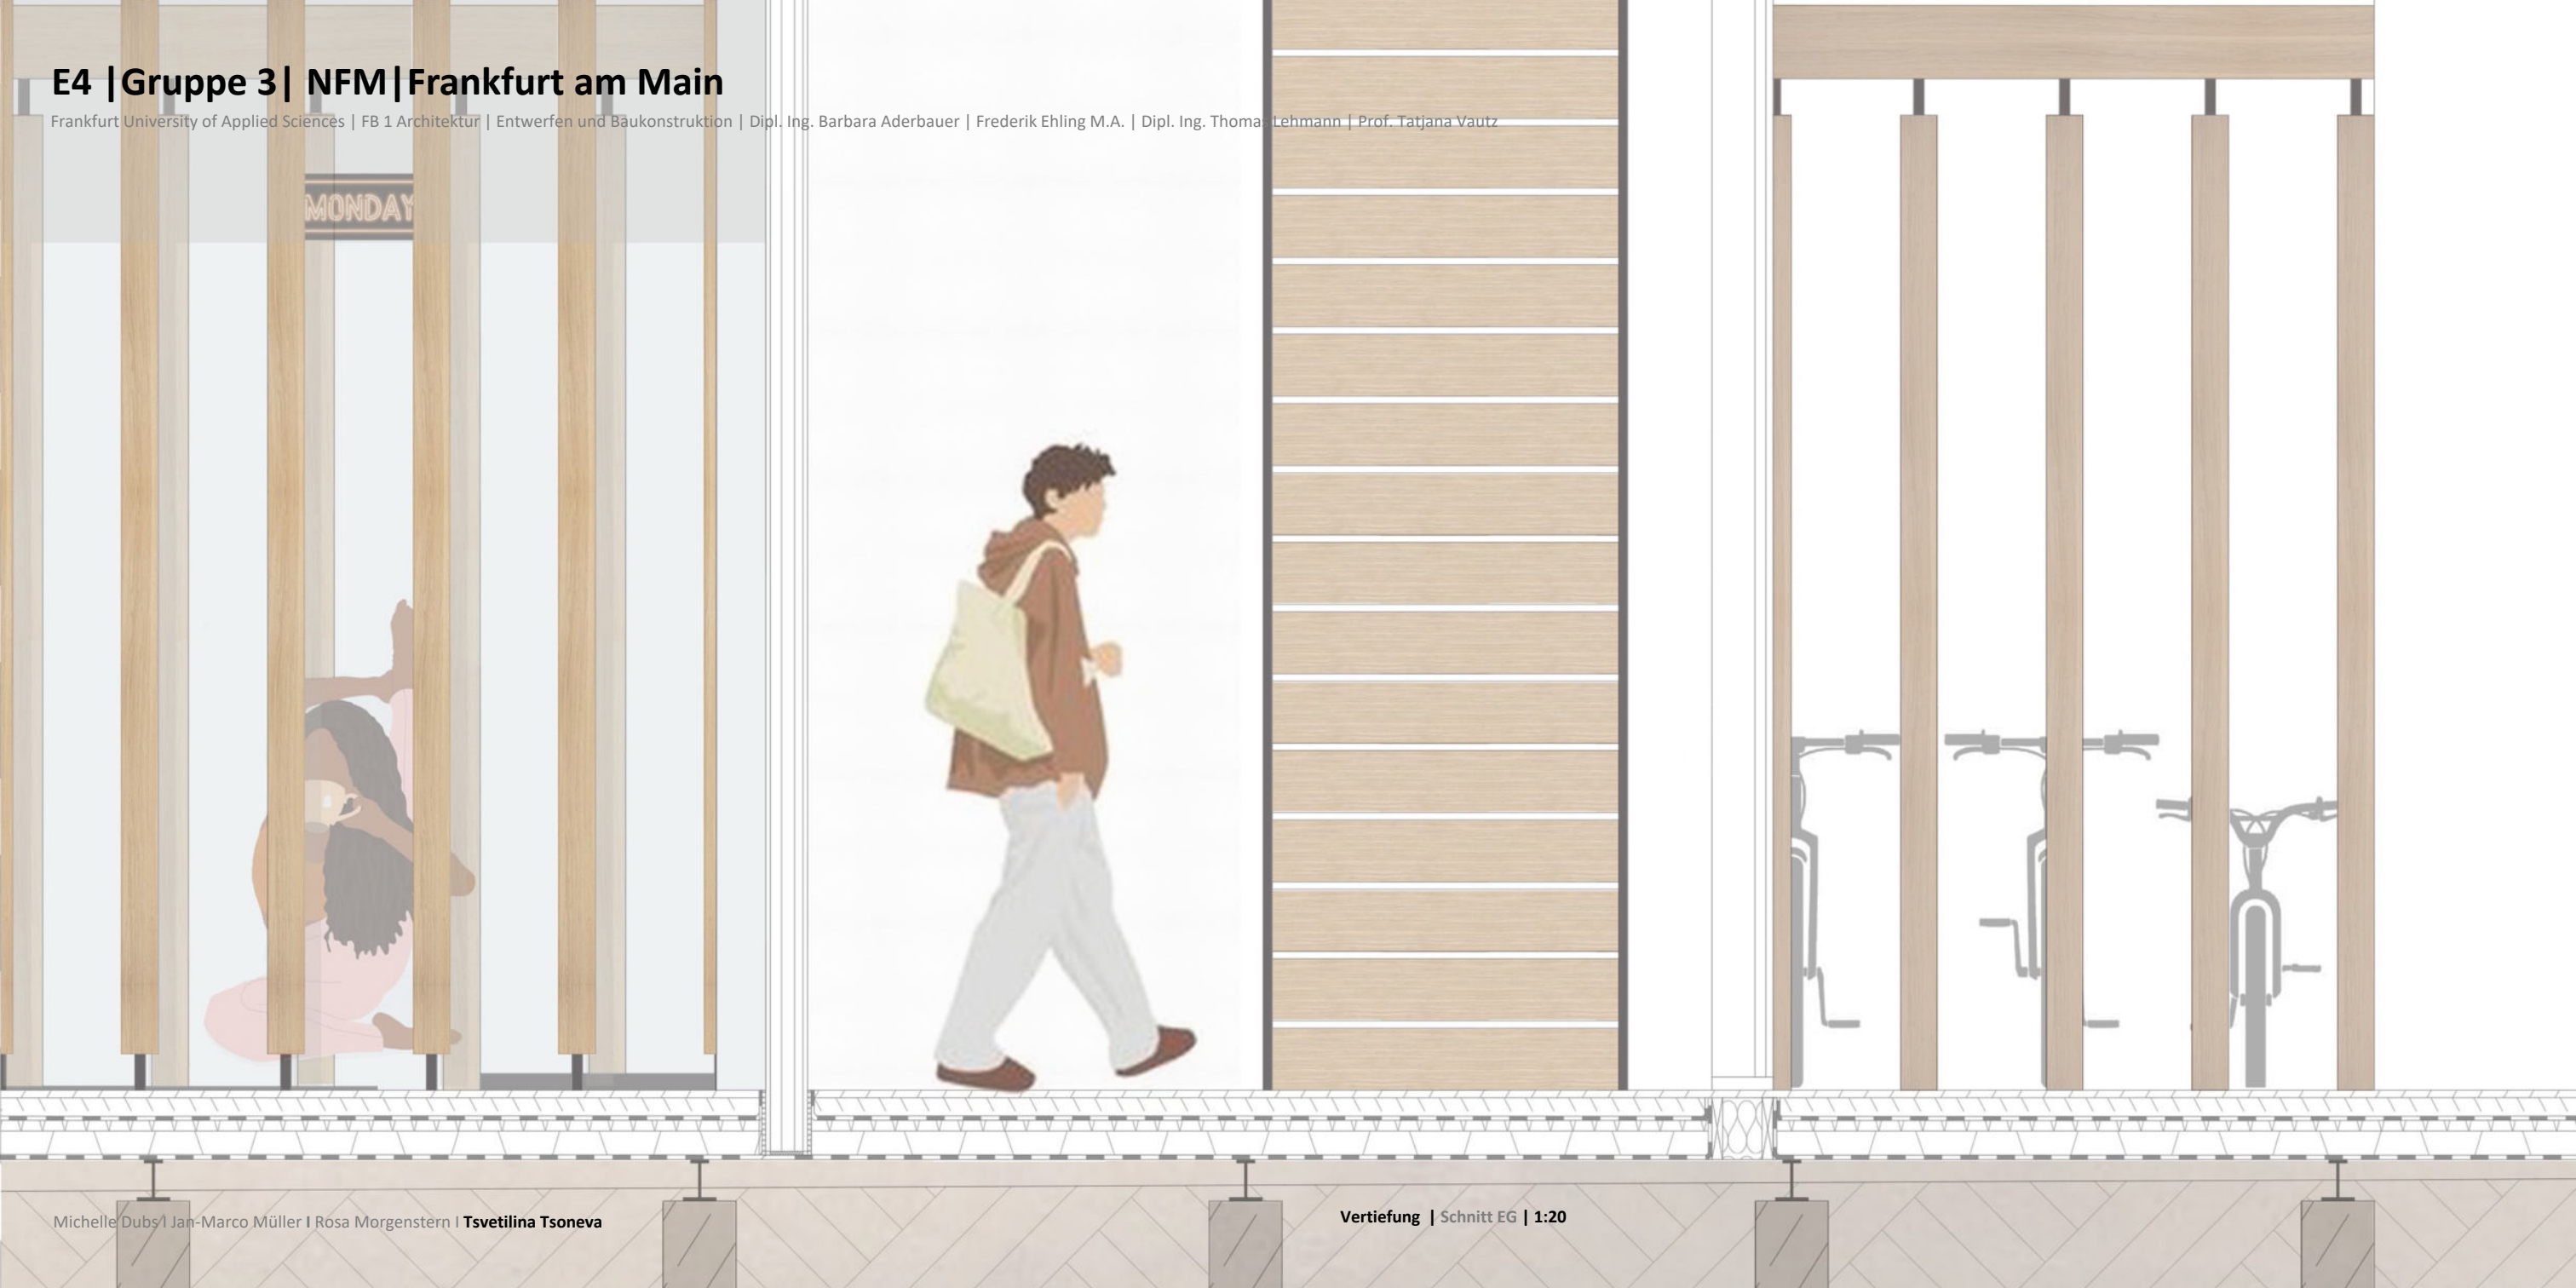 E4 |Gruppe 3| NFM|Frankfurt am Main
Frankfurt University of Applied Sciences | FB 1 Architektur | Entwerfen und Baukonstruktion | Dipl. Ing. Barbara Aderbauer | Frederik Ehling M.A. | Dipl. Ing. Thomas Lehmann | Prof. Tatjana Vautz
MONDAY
Michelle Dubs I Jan-Marco Müller I Rosa Morgenstern I Tsvetilina Tsoneva
Vertiefung | Schnitt EG | 1:20